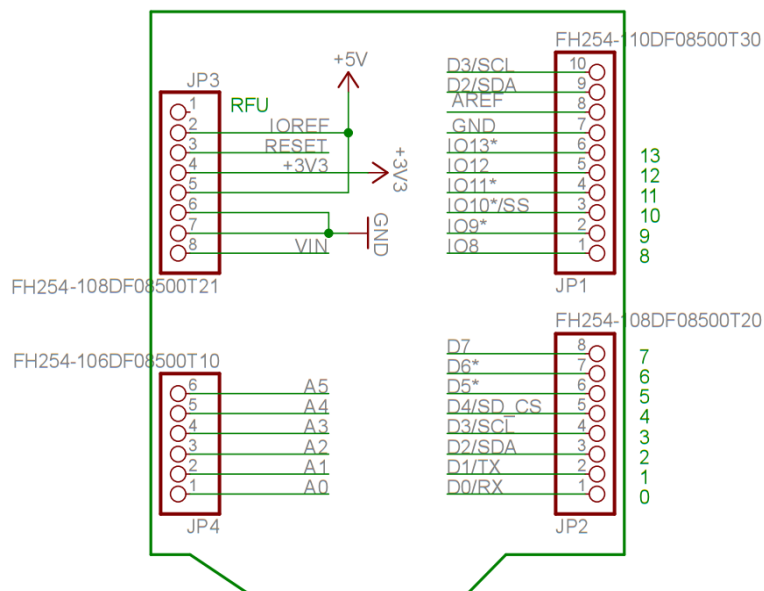 FH254-110DF08500T30
+5V
JP3
1 RFU
2 IOREF
3 RESET
4 +3V3
+3V3
5
6
7
GND
8 VIN
FH254-108DF08500T21
D3/SCL 10
D2/SDA 9
AREF 8
GND 7
IO13* 6 13
IO12 5 12
IO11* 4 11
IO10*/SS 3 10
IO9* 2 9
IO8 1 8
JP1
FH254-106DF08500T10
6 A5
5 A4
4 A3
3 A2
2 A1
1 A0
JP4
FH254-108DF08500T20
D7 8 7
D6* 7 6
D5* 6 5
D4/SD_CS 5 4
D3/SCL 4 3
D2/SDA 3 2
D1/TX 2 1
D0/RX 1 0
JP2